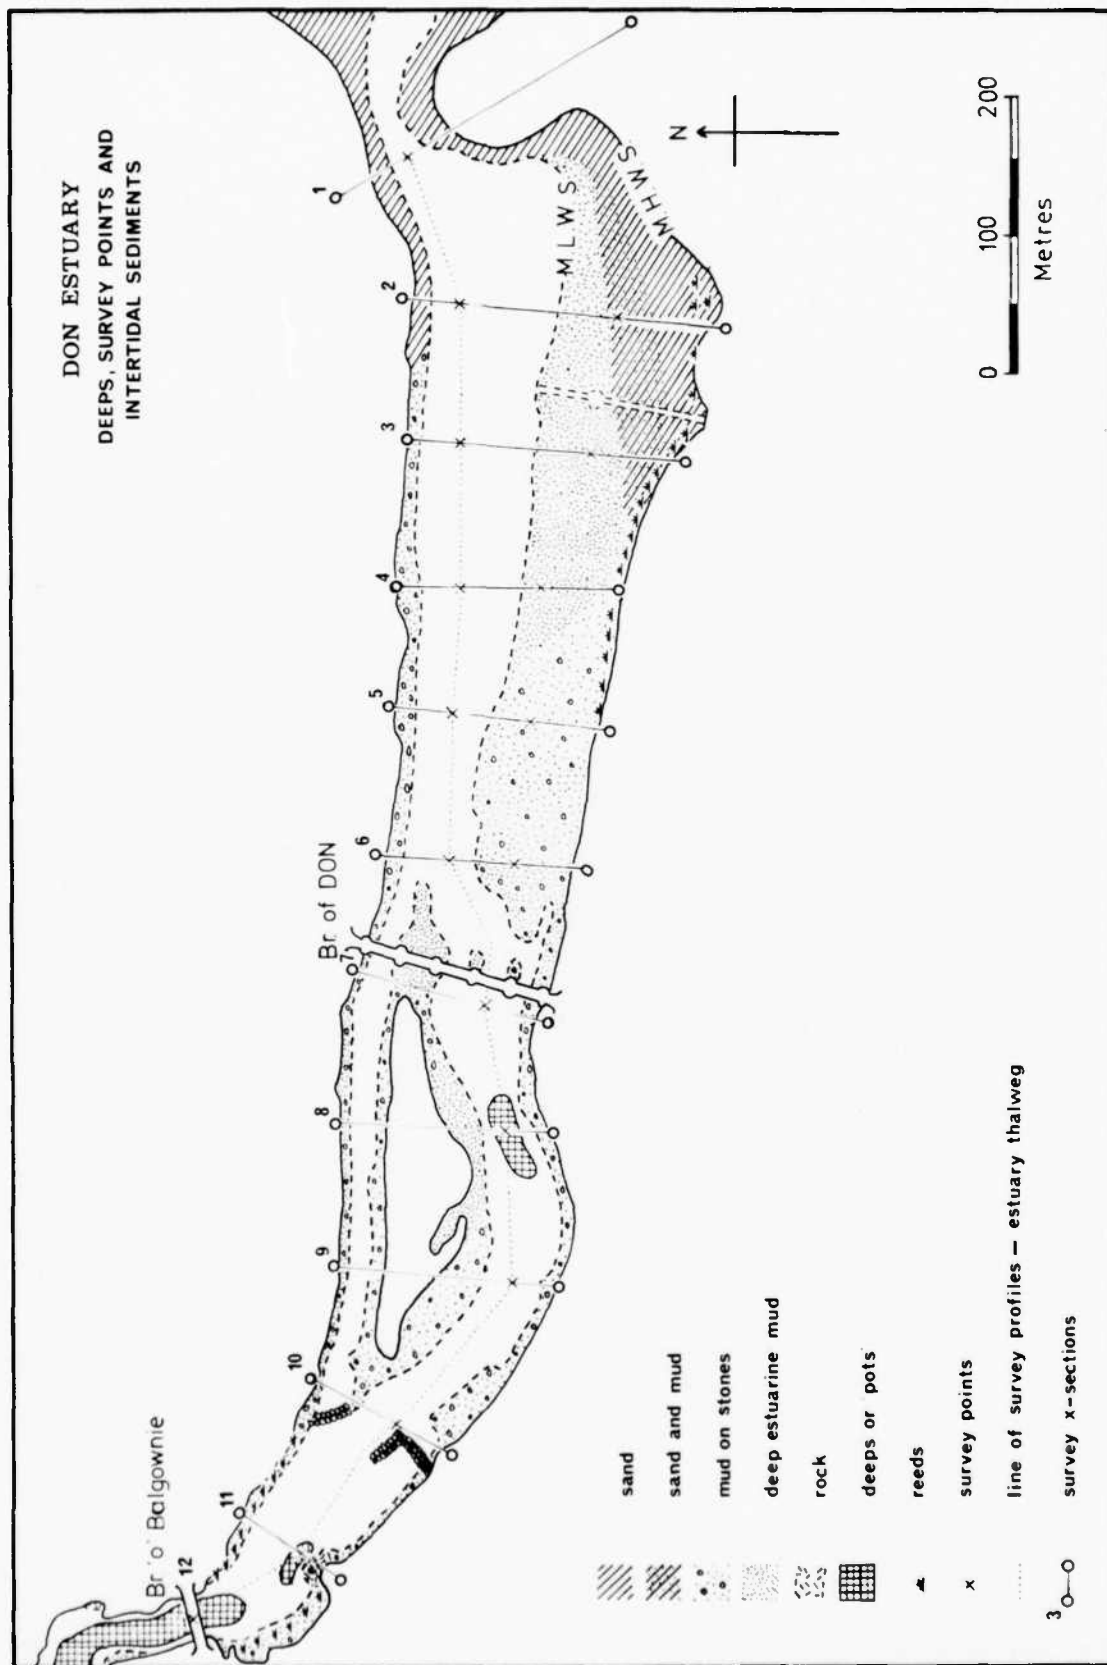 DON ESTUARY
DEEPS, SURVEY POINTS AND
INTERTIDAL SEDIMENTS
Br 'o' Balgownie
12
11
10
9
8
7
Br. of DON
6
5
4
3
2
1
MLWS
MHWS
N
0 100 200
Metres
sand
sand and mud
mud on stones
deep estuarine mud
rock
deeps or pots
reeds
survey points
line of survey profiles — estuary thalweg
3 survey x-sections